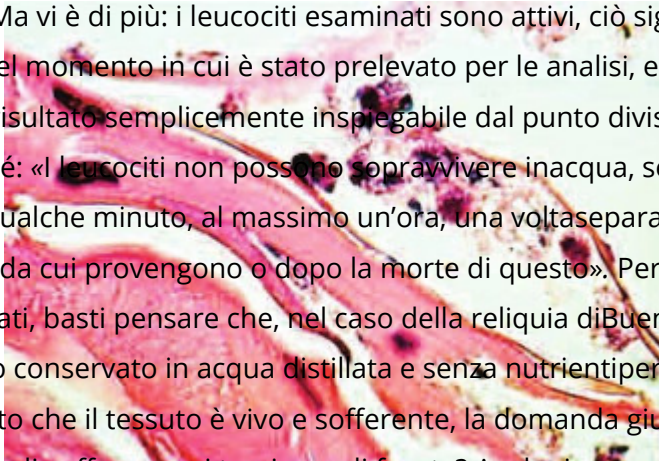 Ma vi è di più: i leucociti esaminati sono attivi, ciò sig
el momento in cui è stato prelevato per le analisi, e
isultato semplicemente inspiegabile dal punto divis
é: «I leucociti non possono sopravvivere inacqua, s
ualche minuto, al massimo un’ora, una voltasepara
da cui provengono o dopo la morte di questo». Per
ati, basti pensare che, nel caso della reliquia diBuen
o conservato in acqua distillata e senza nutrientiper
to che il tessuto è vivo e sofferente, la domanda giu